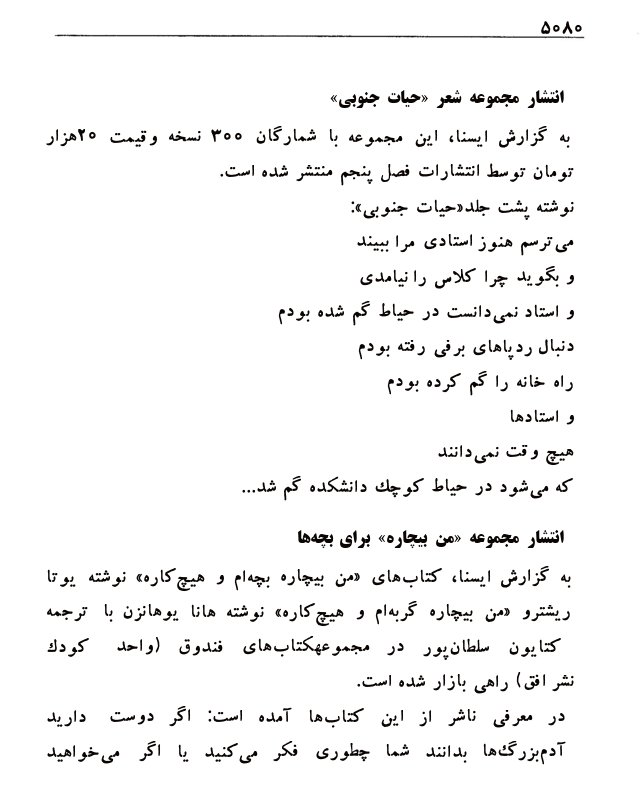 ۵۰۸۰
انتشار مجموعه شعر «حیات جنوبی»
به گزارش ایسنا، این مجموعه با شمارگان ۳۰۰ نسخه و قیمت ۲۰هزار
تومان توسط انتشارات فصل پنجم منتشر شده است.
نوشته پشت جلد«حیات جنوبی»:
می‌ترسم هنوز استادی مرا ببیند
و بگوید چرا کلاس را نیامدی
و استاد نمی‌دانست در حیاط گم شده بودم
دنبال ردپاهای برفی رفته بودم
راه خانه را گم کرده بودم
و استادها
هیچ وقت نمی‌دانند
که می‌شود در حیاط کوچک دانشکده گم شد...
انتشار مجموعه «من بیچاره» برای بچه‌ها
به گزارش ایسنا، کتاب‌های «من بیچاره بچه‌ام و هیچ‌کاره» نوشته یوتا
ریشترو «من بیچاره گربه‌ام و هیچ‌کاره» نوشته هانا یوهانزن با ترجمه
کتایون سلطان‌پور در مجموعهکتاب‌های فندوق (واحد کودک
نشر افق) راهی بازار شده است.
در معرفی ناشر از این کتاب‌ها آمده است: اگر دوست دارید
آدم‌بزرگ‌ها بدانند شما چطوری فکر می‌کنید یا اگر می‌خواهید